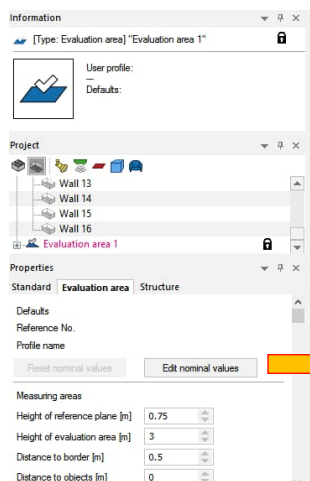 Information
[Type: Evaluation area] "Evaluation area 1"
User profile:
—
Defaults:
Project
Wall 13
Wall 14
Wall 15
Wall 16
Evaluation area 1
Properties
Standard Evaluation area Structure
Defaults
Reference No.
Profile name
Reset nominal values Edit nominal values
Measuring areas
Height of reference plane [m] 0.75
Height of evaluation area [m] 3
Distance to border [m] 0.5
Distance to objects [m] 0